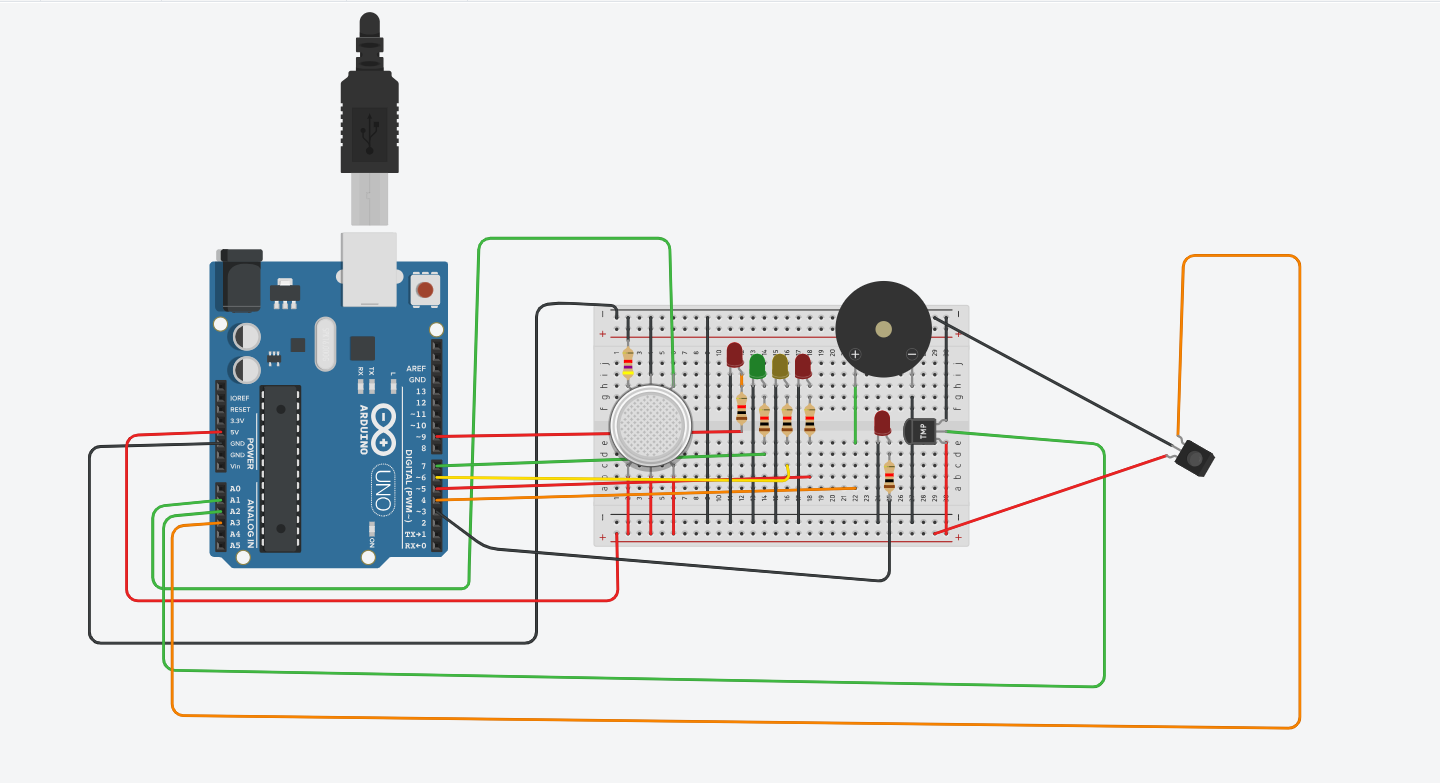 AREF
GND
13
12
~11
~10
~9
8
7
~6
~5
4
~3
2
TX→1
RX←0
DIGITAL (PWM~)
IOREF
RESET
3.3V
5V
GND
GND
Vin
POWER
A0
A1
A2
A3
A4
A5
ANALOG IN
RX
TX
L
ARDUINO
UNO
ON
TMP
+
−